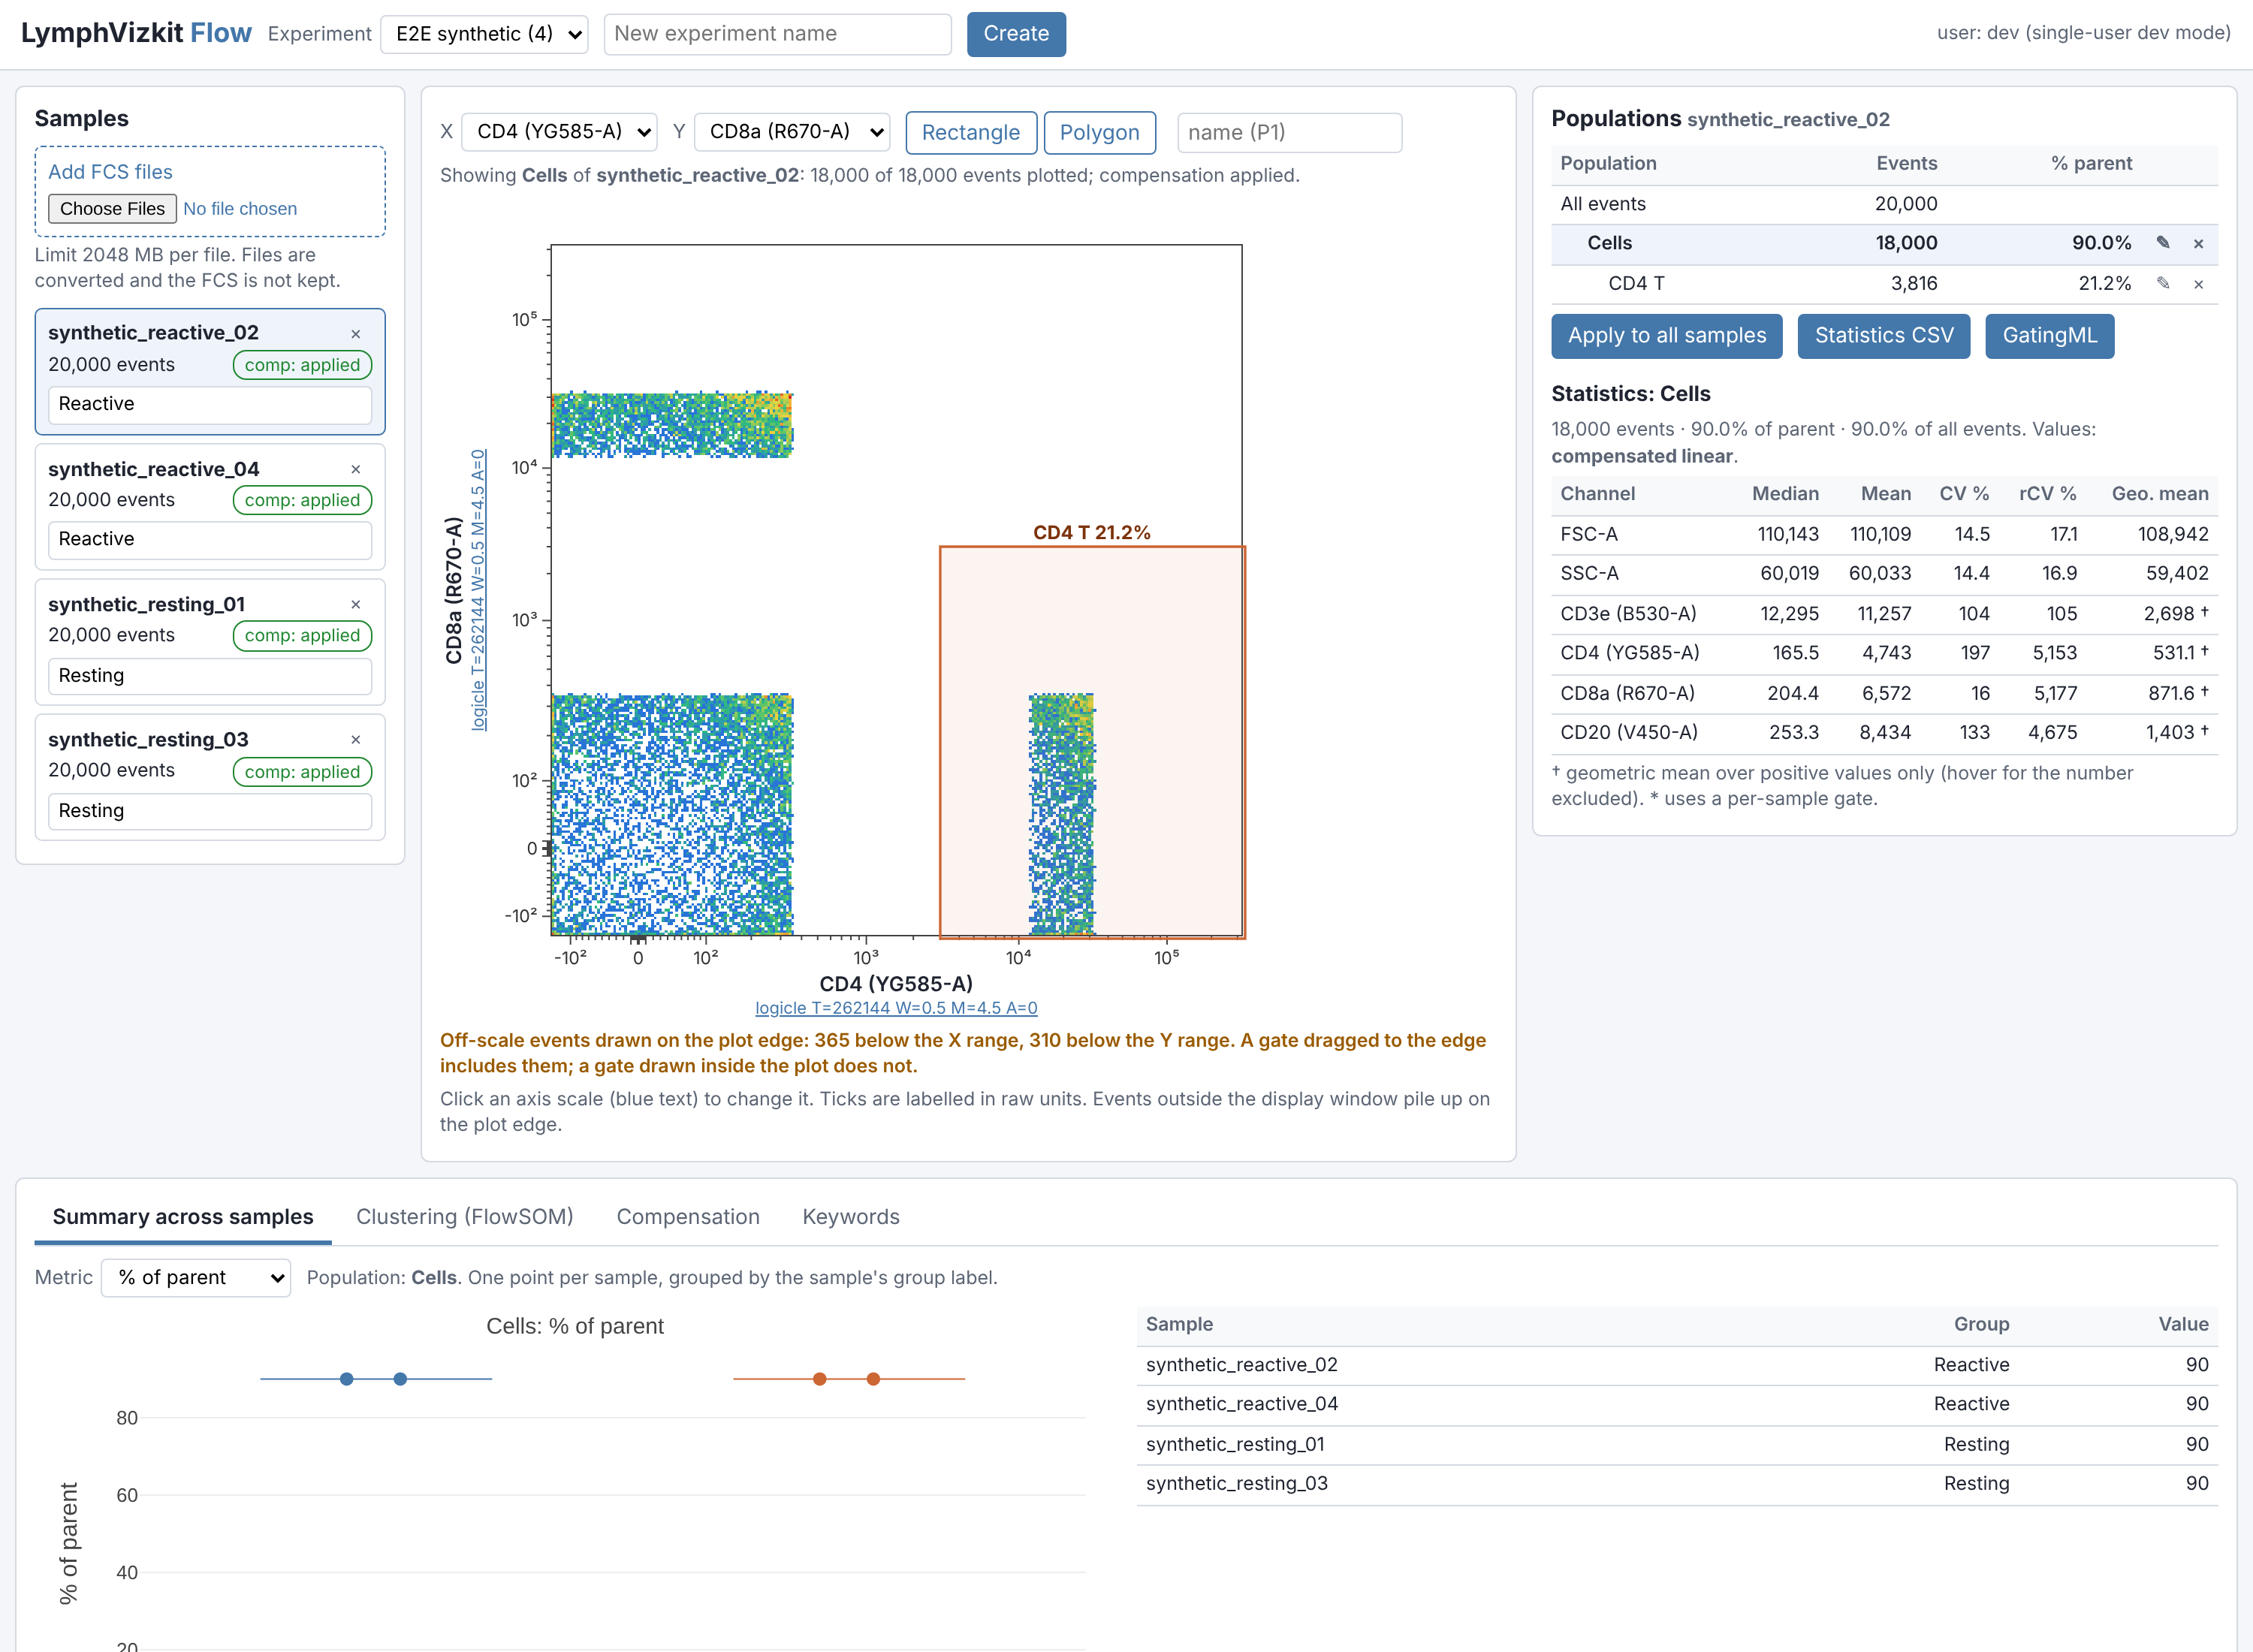 LymphVizkit Flow Experiment E2E synthetic (4) New experiment name Create user: dev (single-user dev mode)
Samples
Add FCS files
Choose Files No file chosen
Limit 2048 MB per file. Files are
converted and the FCS is not kept.
synthetic_reactive_02 ×
20,000 events comp: applied
Reactive
synthetic_reactive_04 ×
20,000 events comp: applied
Reactive
synthetic_resting_01 ×
20,000 events comp: applied
Resting
synthetic_resting_03 ×
20,000 events comp: applied
Resting
X CD4 (YG585-A) Y CD8a (R670-A) Rectangle Polygon name (P1)
Showing Cells of synthetic_reactive_02: 18,000 of 18,000 events plotted; compensation applied.
10⁵
10⁴
10³
10²
0
-10²
CD8a (R670-A)
logicle T=262144 W=0.5 M=4.5 A=0
CD4 T 21.2%
-10² 0 10² 10³ 10⁴ 10⁵
CD4 (YG585-A)
logicle T=262144 W=0.5 M=4.5 A=0
Off-scale events drawn on the plot edge: 365 below the X range, 310 below the Y range. A gate dragged to the edge
includes them; a gate drawn inside the plot does not.
Click an axis scale (blue text) to change it. Ticks are labelled in raw units. Events outside the display window pile up on
the plot edge.
Populations synthetic_reactive_02
Population Events % parent
All events 20,000
Cells 18,000 90.0% ✎ ×
CD4 T 3,816 21.2% ✎ ×
Apply to all samples Statistics CSV GatingML
Statistics: Cells
18,000 events · 90.0% of parent · 90.0% of all events. Values:
compensated linear.
Channel Median Mean CV % rCV % Geo. mean
FSC-A 110,143 110,109 14.5 17.1 108,942
SSC-A 60,019 60,033 14.4 16.9 59,402
CD3e (B530-A) 12,295 11,257 104 105 2,698 †
CD4 (YG585-A) 165.5 4,743 197 5,153 531.1 †
CD8a (R670-A) 204.4 6,572 16 5,177 871.6 †
CD20 (V450-A) 253.3 8,434 133 4,675 1,403 †
† geometric mean over positive values only (hover for the number
excluded). * uses a per-sample gate.
Summary across samples Clustering (FlowSOM) Compensation Keywords
Metric % of parent Population: Cells. One point per sample, grouped by the sample's group label.
Cells: % of parent
80
60
40
20
% of parent
Sample Group Value
synthetic_reactive_02 Reactive 90
synthetic_reactive_04 Reactive 90
synthetic_resting_01 Resting 90
synthetic_resting_03 Resting 90